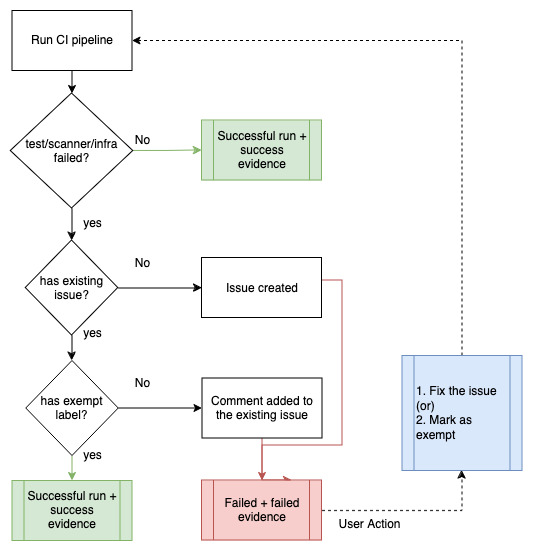 Run CI pipeline
test/scanner/infra
failed?
No
Successful run +
success
evidence
yes
has existing
issue?
No
Issue created
yes
has exempt
label?
No
Comment added to
the existing issue
1. Fix the issue
(or)
2. Mark as
exempt
yes
Successful run +
success
evidence
Failed + failed
evidence
User Action